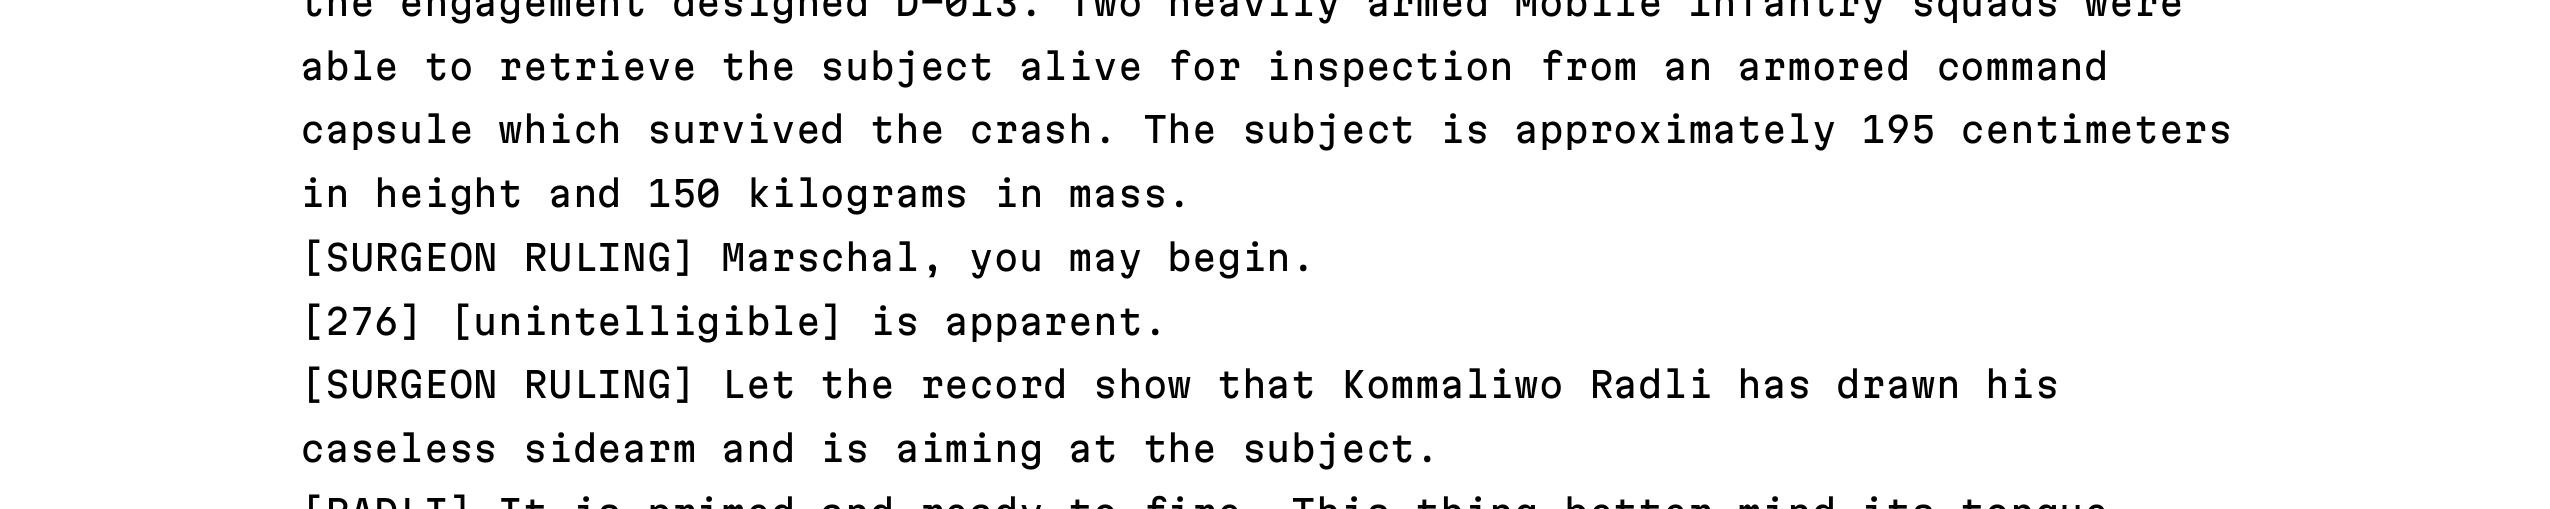 the engagement designed D-013. Two heavily armed Mobile Infantry squads were
able to retrieve the subject alive for inspection from an armored command
capsule which survived the crash. The subject is approximately 195 centimeters
in height and 150 kilograms in mass.
[SURGEON RULING] Marschal, you may begin.
[276] [unintelligible] is apparent.
[SURGEON RULING] Let the record show that Kommaliwo Radli has drawn his
caseless sidearm and is aiming at the subject.
[RADLI] It is primed and ready to fire. This thing better mind its tongue